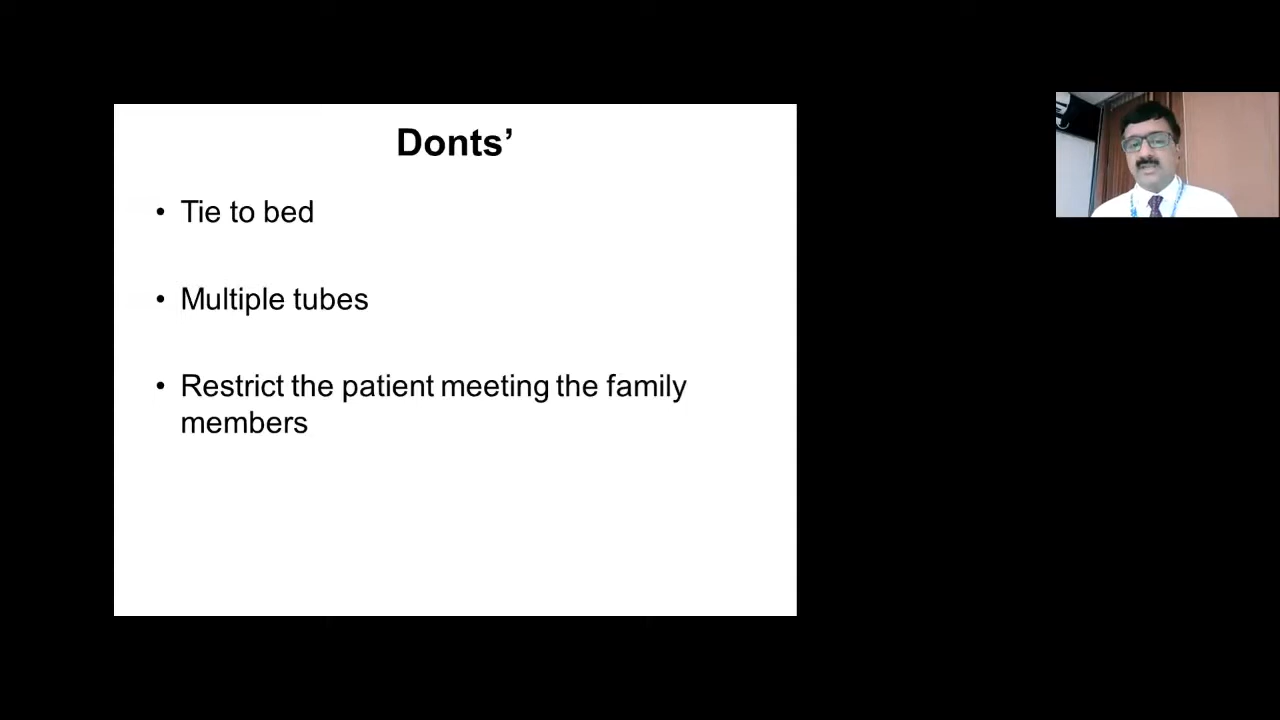 Donts’
• Tie to bed
• Multiple tubes
• Restrict the patient meeting the family
members